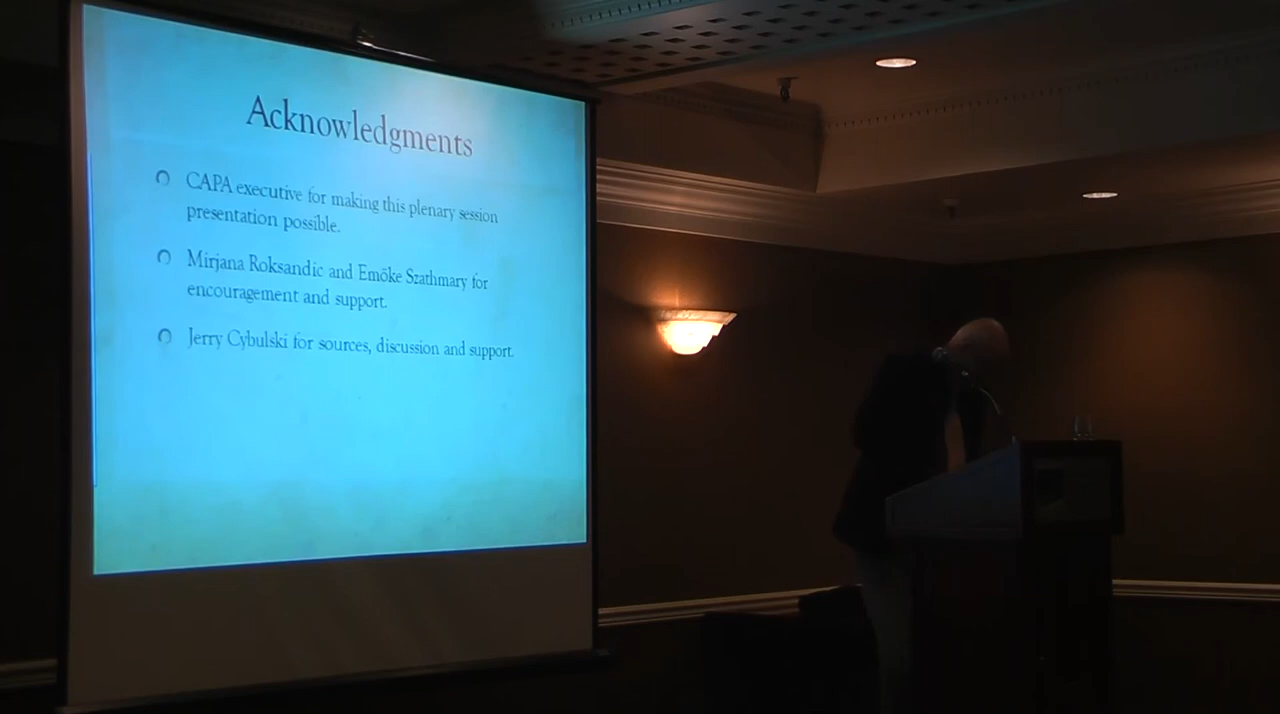 Acknowledgments
CAPA executive for making this plenary session
presentation possible.
Mirjana Roksandic and Emőke Szathmary for
encouragement and support.
Jerry Cybulski for sources, discussion and support.